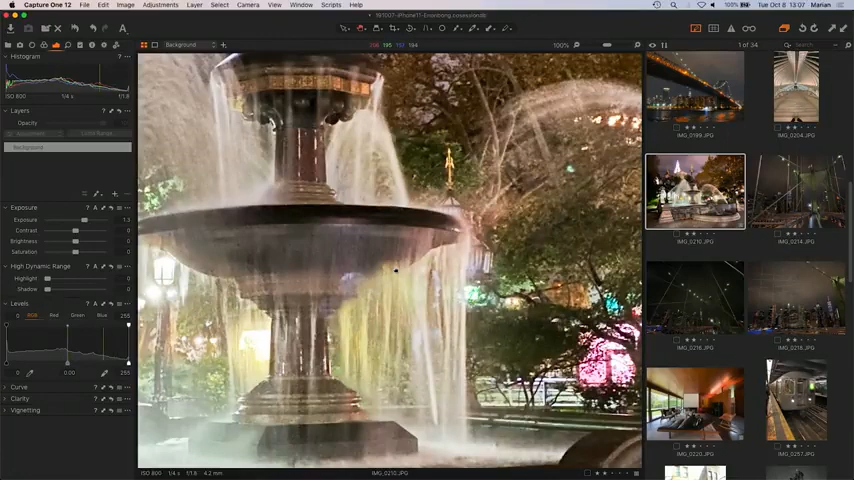 Capture One 12 File Edit Image Adjustments Layer Select Camera View Window Scripts Help
100% Tue Oct 8 13:07 Marian
Background
100%
1 of 34
Histogram
ISO 800 1/4 s f/1.8
Layers
Opacity
Background
Exposure
Exposure 1.3
Contrast 0
Brightness 0
Saturation 0
High Dynamic Range
Highlight 0
Shadow 0
Levels
0 RGB Red Green Blue 255
0 0.00 255
Curve
Clarity
Vignetting
ISO 800 1/4 s f/1.8 4.2 mm
IMG_0210.JPG
IMG_0199.JPG
IMG_0204.JPG
IMG_0210.JPG
IMG_0214.JPG
IMG_0216.JPG
IMG_0218.JPG
IMG_0220.JPG
IMG_0257.JPG